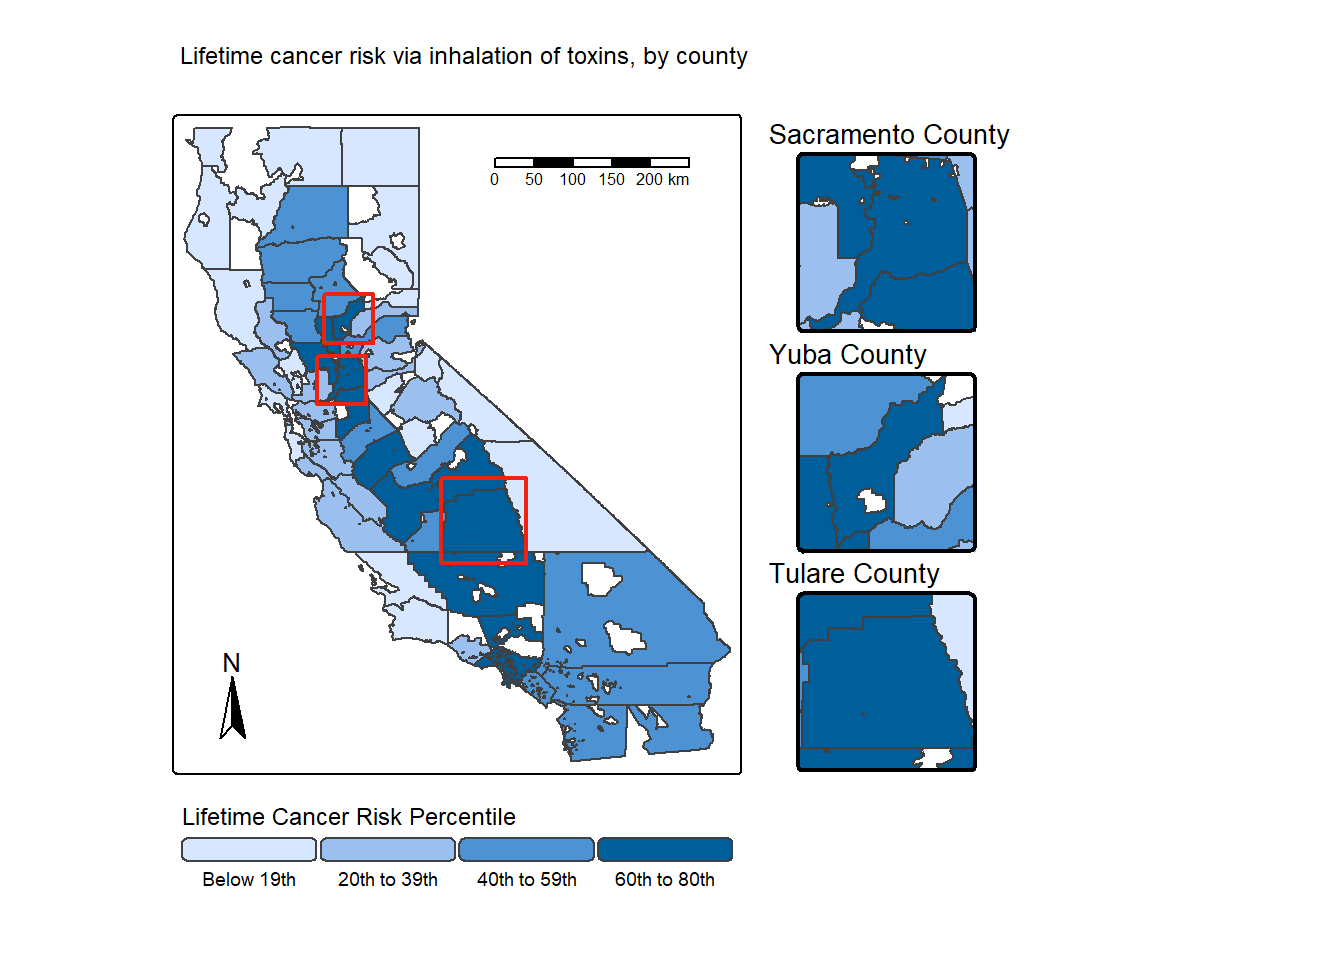 Lifetime cancer risk via inhalation of toxins, by county
0 50 100 150 200 km
N
Sacramento County
Yuba County
Tulare County
Lifetime Cancer Risk Percentile
Below 19th 20th to 39th 40th to 59th 60th to 80th